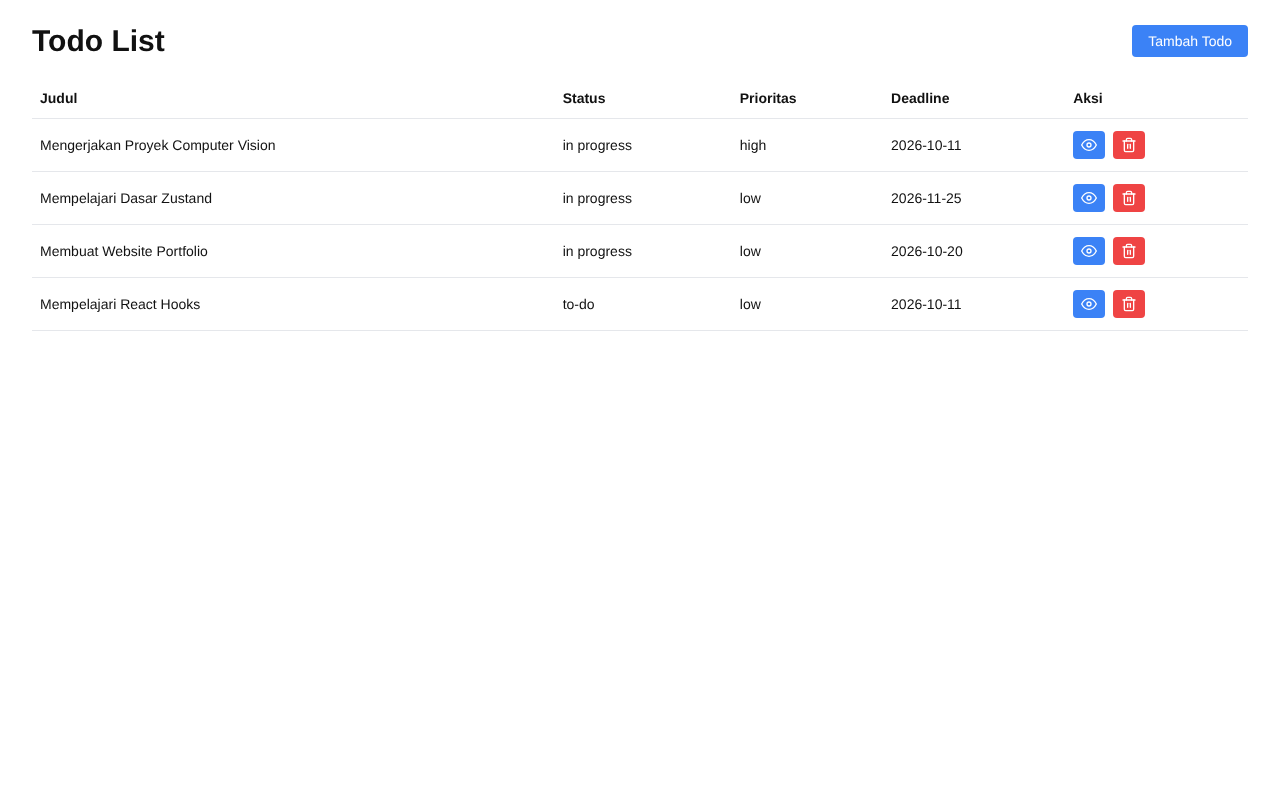 Todo List
Tambah Todo
Judul Status Prioritas Deadline Aksi
Mengerjakan Proyek Computer Vision in progress high 2026-10-11
Mempelajari Dasar Zustand in progress low 2026-11-25
Membuat Website Portfolio in progress low 2026-10-20
Mempelajari React Hooks to-do low 2026-10-11